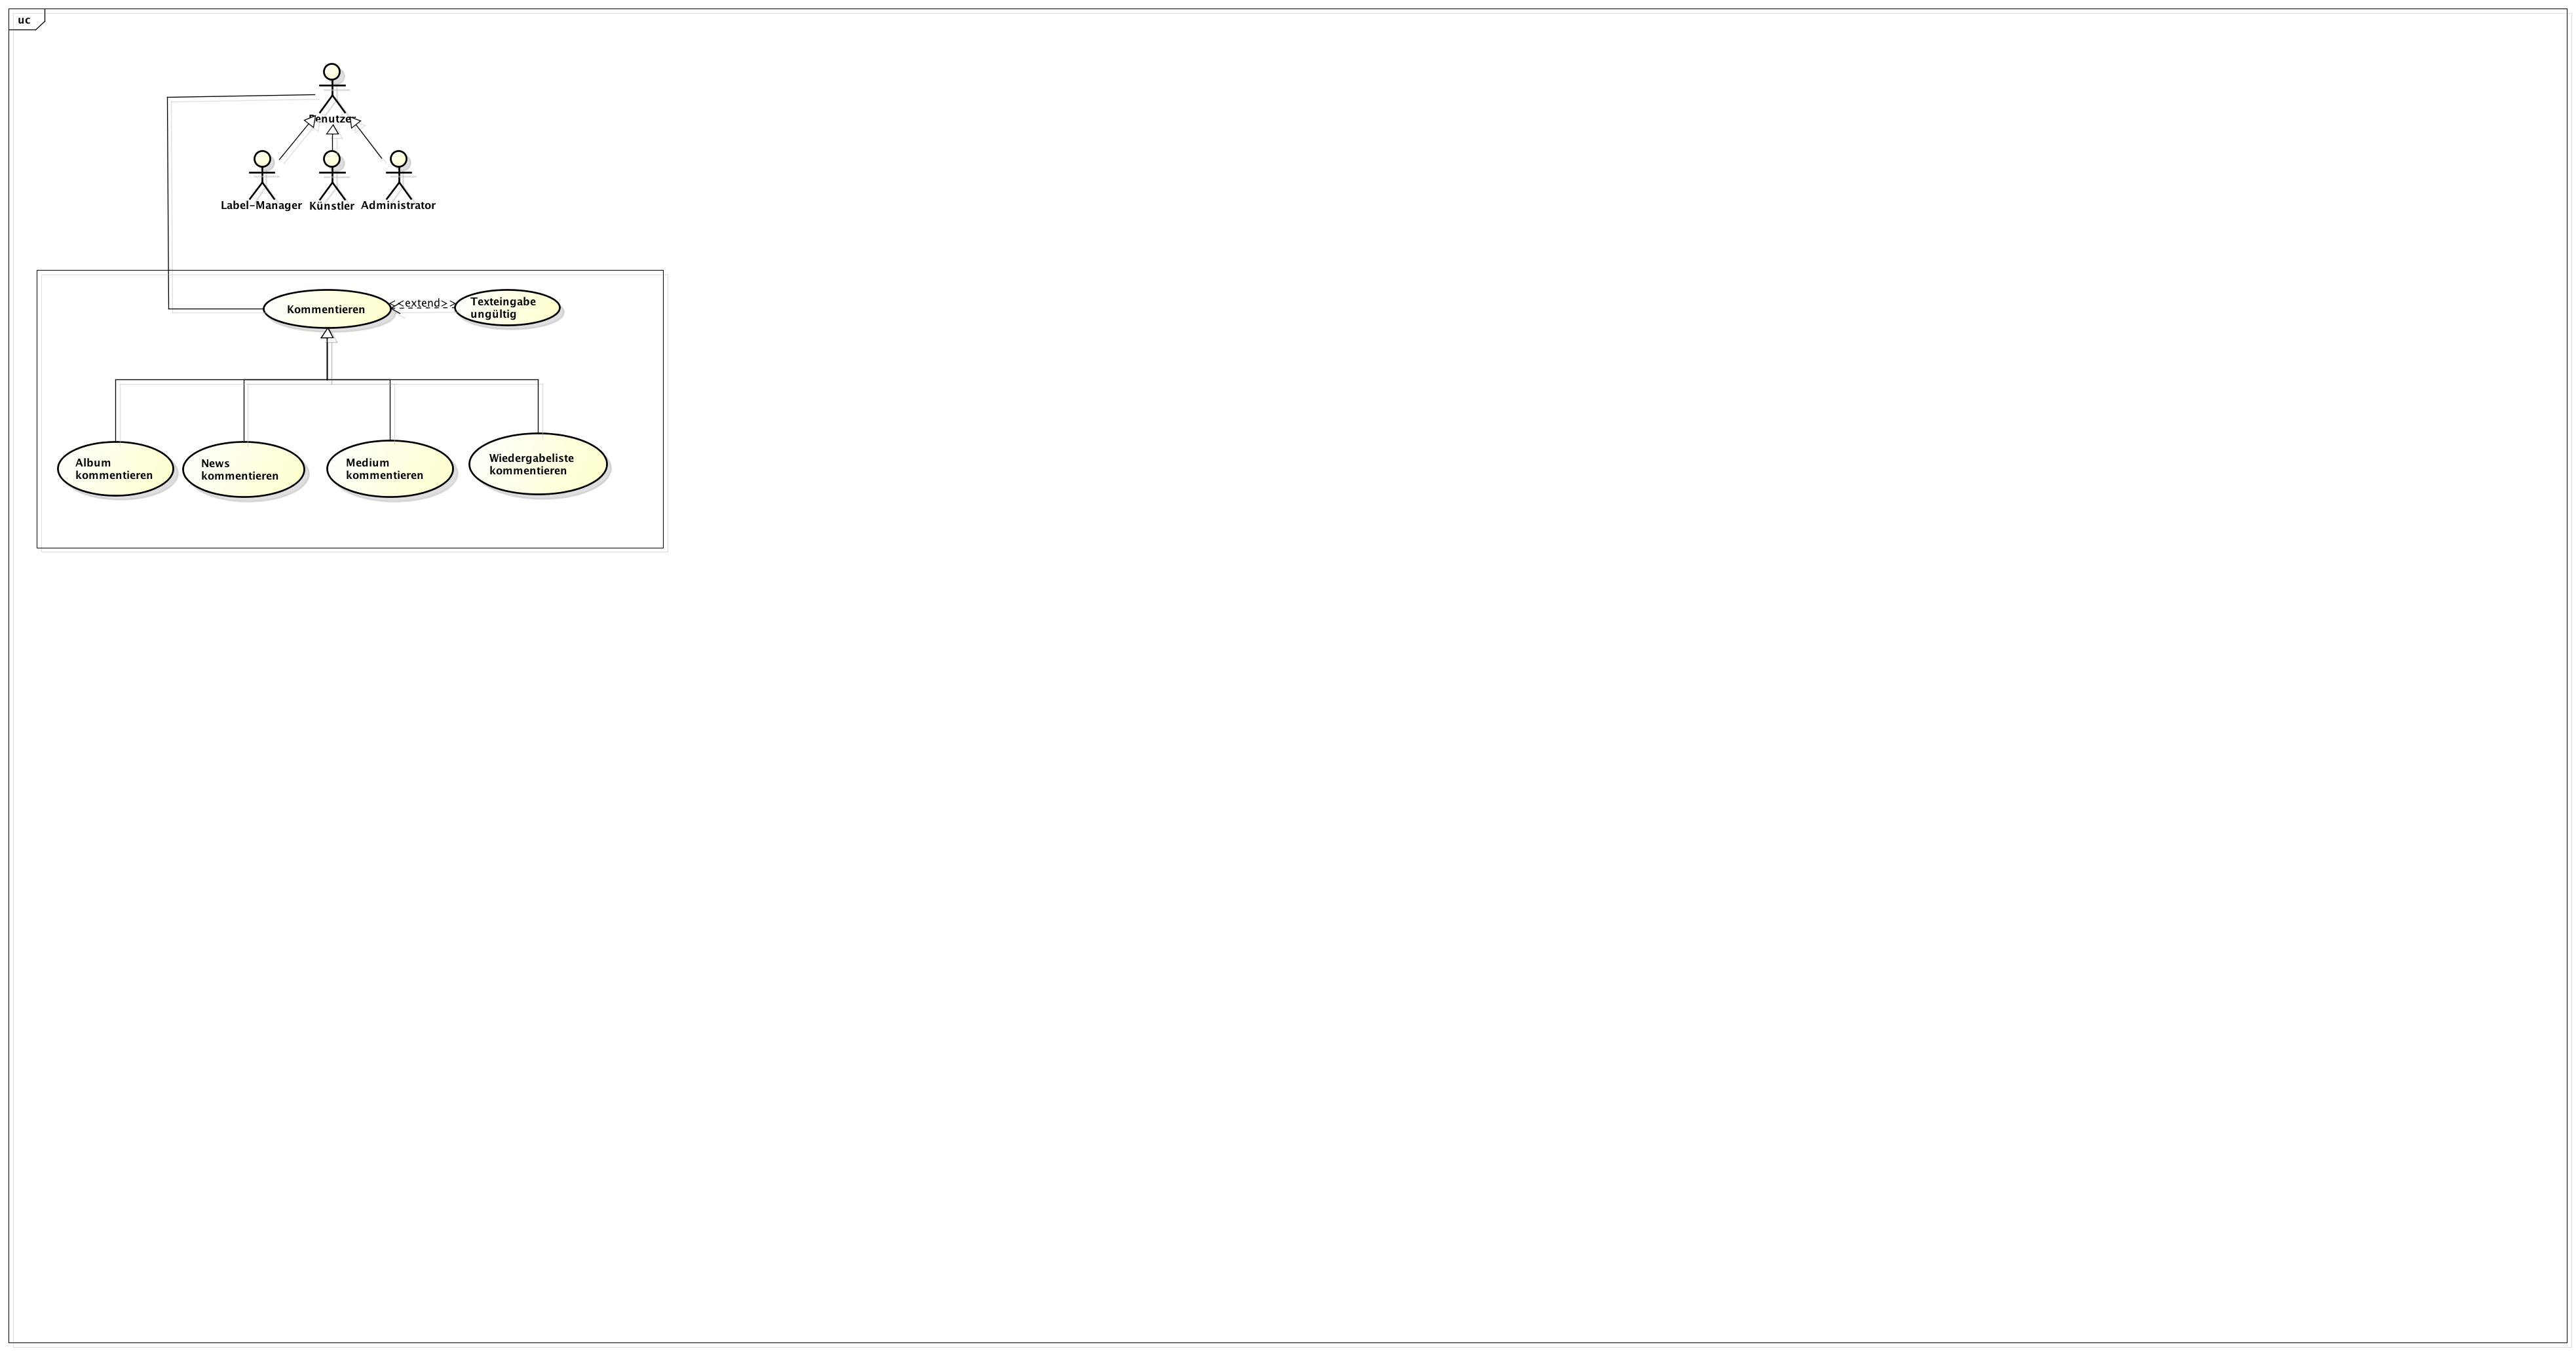 uc
Benutzer
Label-Manager
Künstler
Administrator
Kommentieren
<<extend>>
Texteingabe
ungültig
Album
kommentieren
News
kommentieren
Medium
kommentieren
Wiedergabeliste
kommentieren